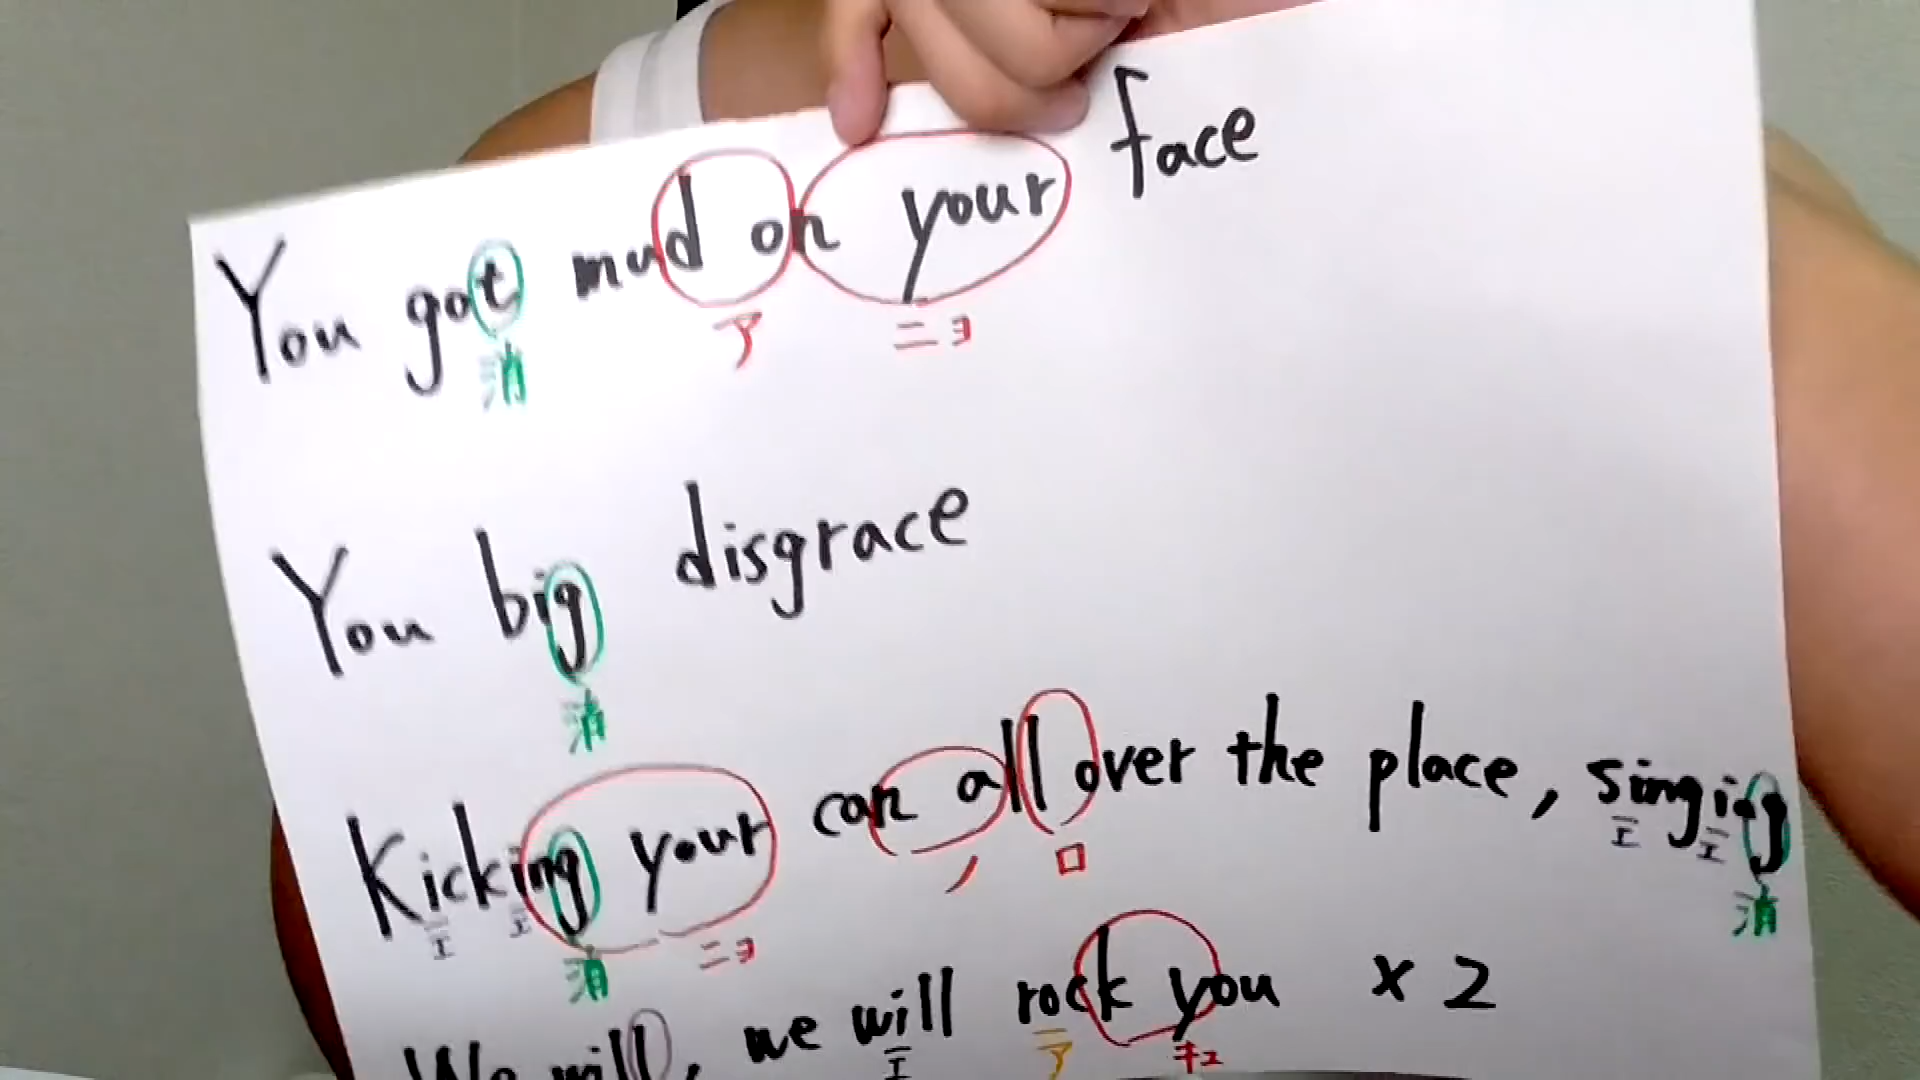 You got mud on your face
消 ア ニョ
You big disgrace
消
Kicking your can all over the place, singing
エ エ 消 ニョ ノ ロ エ エ 消
We will, we will rock you × 2
エ ア キュ